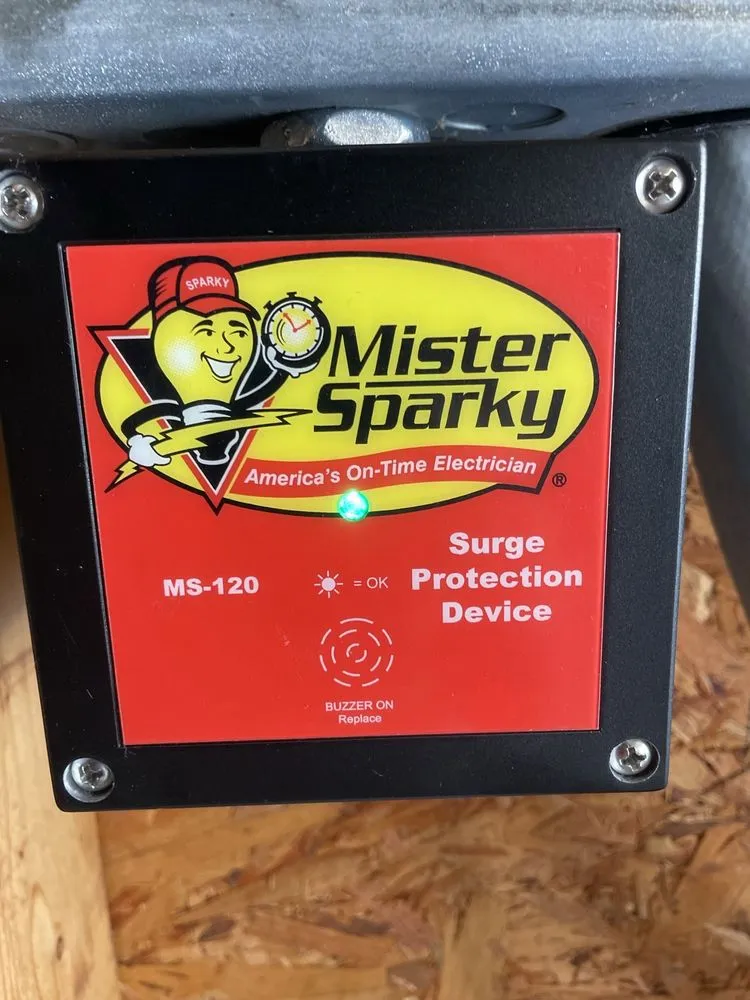 SPARKY
Mister
Sparky
America's On-Time Electrician
®
Surge
Protection
Device
MS-120
= OK
BUZZER ON
Replace